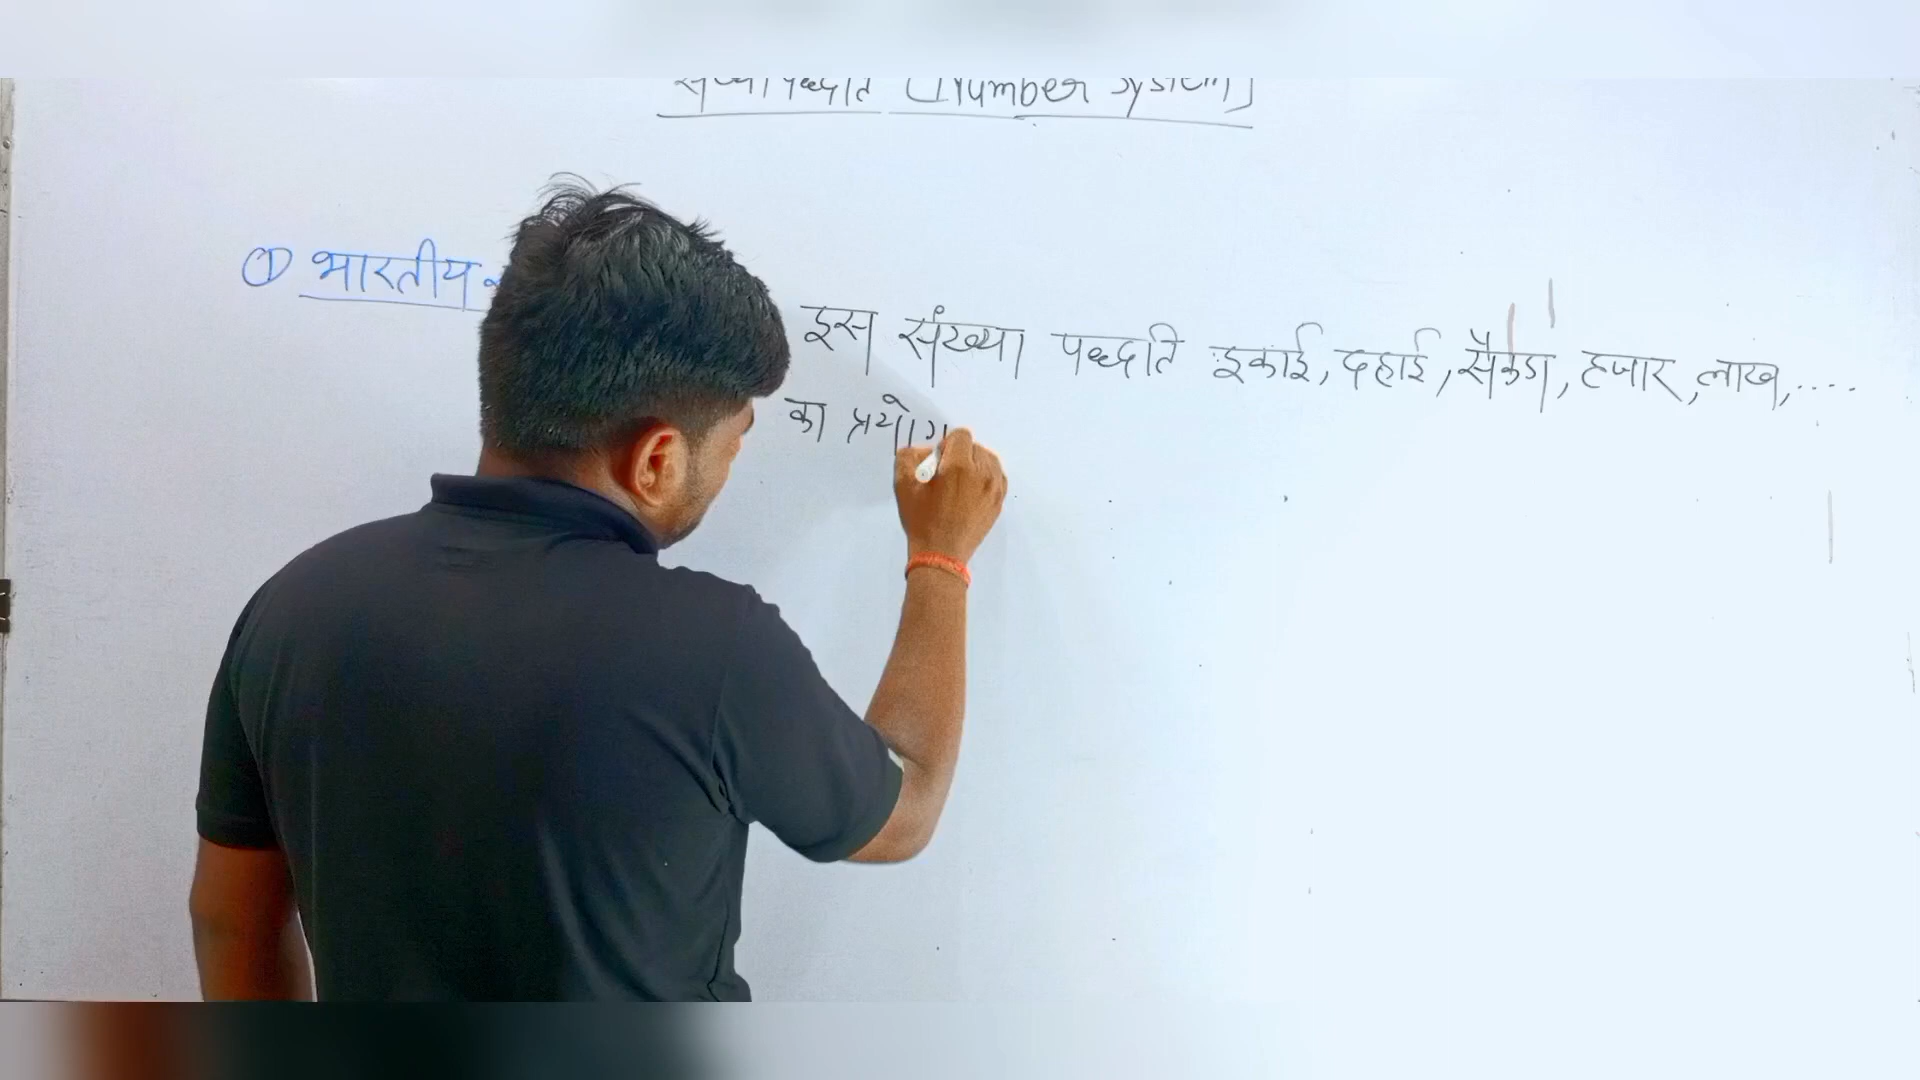 संख्या पद्धति (Number System)
① भारतीय
इस संख्या पद्धति इकाई, दहाई, सैकडा, हजार, लाख, ....
का प्रयोग